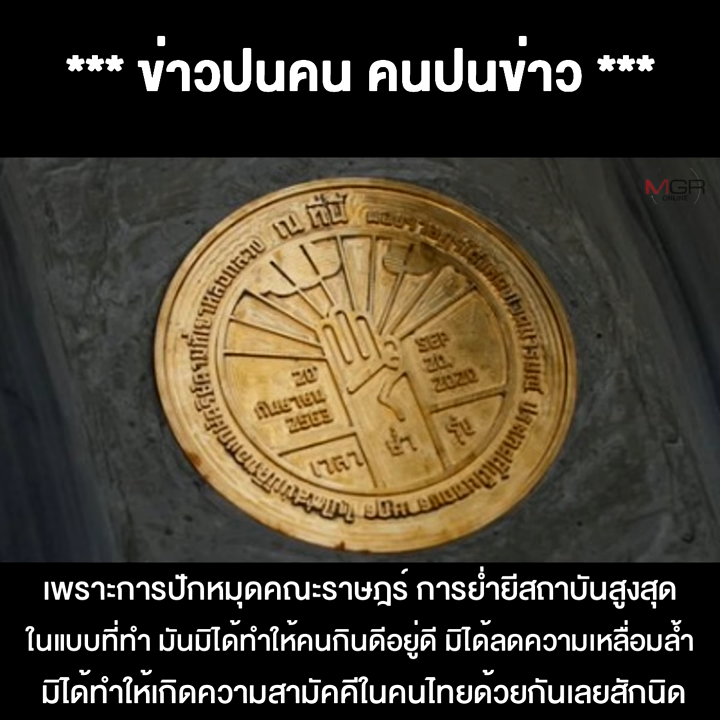 *** ข่าวปนคน คนปนข่าว ***
MGR
ONLINE
ณ ที่นี้
20
กันยายน
2563
SEP
20,
2020
เวลา ย่ำ รุ่ง
เพราะการปักหมุดคณะราษฎร์ การย่ำยีสถาบันสูงสุด
ในแบบที่ทำ มันมิได้ทำให้คนกินดีอยู่ดี มิได้ลดความเหลื่อมล้ำ
มิได้ทำให้เกิดความสามัคคีในคนไทยด้วยกันเลยสักนิด